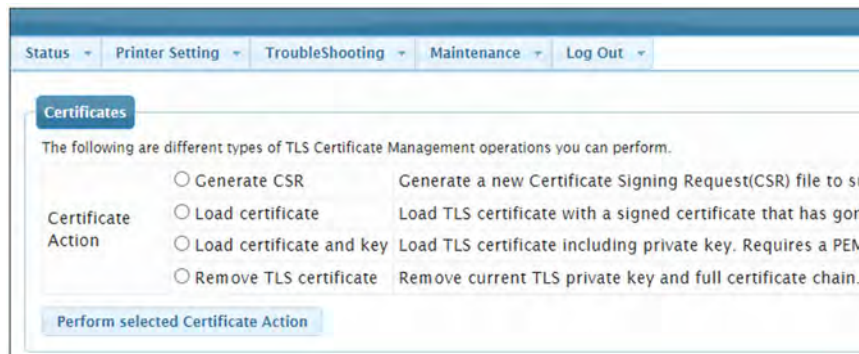 Status Printer Setting TroubleShooting Maintenance Log Out
Certificates
The following are different types of TLS Certificate Management operations you can perform.
Certificate Action
Generate CSR Generate a new Certificate Signing Request(CSR) file to
Load certificate Load TLS certificate with a signed certificate that has
Load certificate and key Load TLS certificate including private key. Requires a PEM
Remove TLS certificate Remove current TLS private key and full certificate chain.
Perform selected Certificate Action